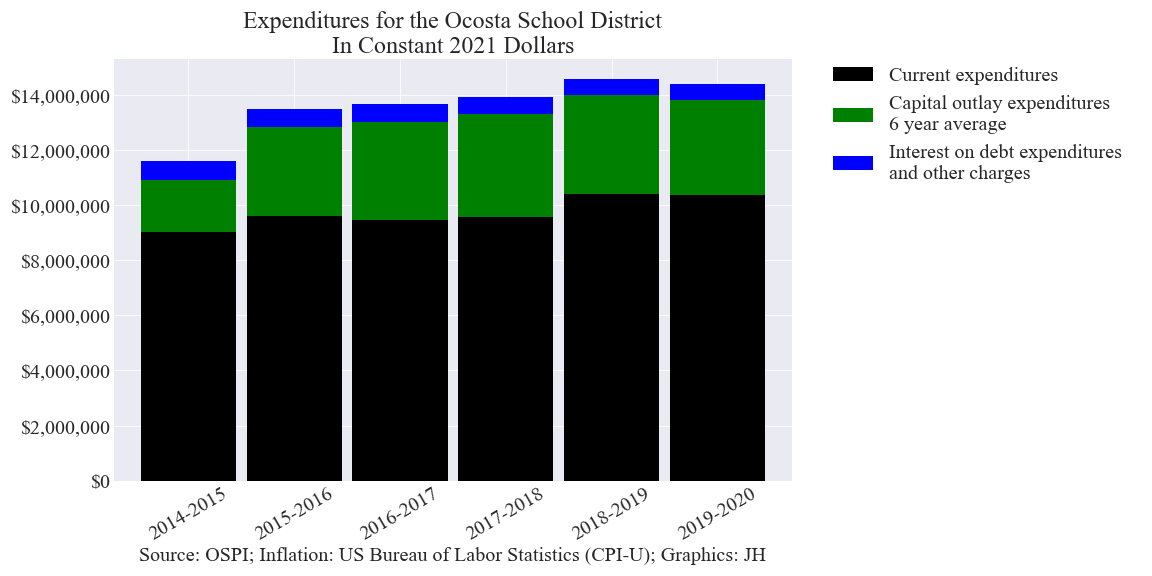 Expenditures for the Ocosta School District
In Constant 2021 Dollars
$14,000,000
$12,000,000
$10,000,000
$8,000,000
$6,000,000
$4,000,000
$2,000,000
$0
2014-2015
2015-2016
2016-2017
2017-2018
2018-2019
2019-2020
Source: OSPI; Inflation: US Bureau of Labor Statistics (CPI-U); Graphics: JH
Current expenditures
Capital outlay expenditures
6 year average
Interest on debt expenditures
and other charges